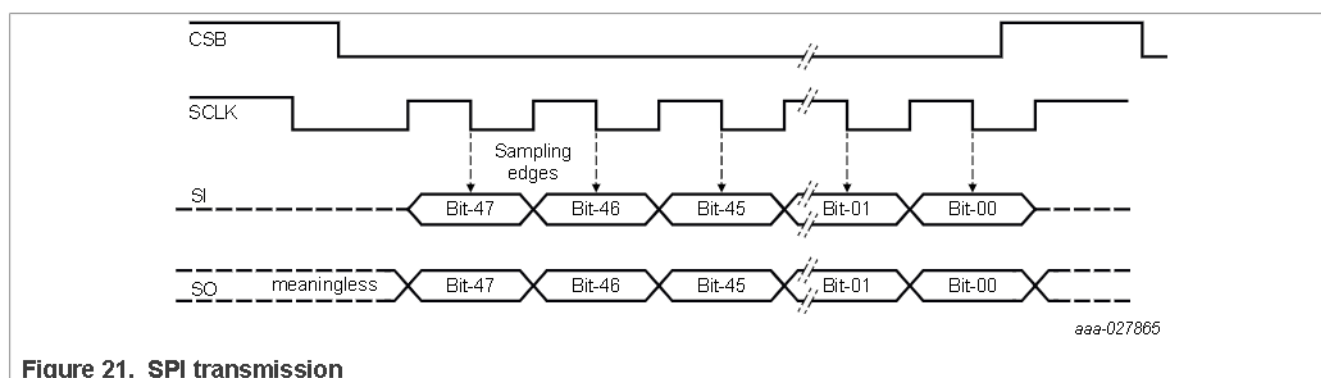 CSB
SCLK
Sampling
edges
SI
Bit-47 Bit-46 Bit-45 Bit-01 Bit-00
SO meaningless Bit-47 Bit-46 Bit-45 Bit-01 Bit-00
aaa-027865
Figure 21. SPI transmission